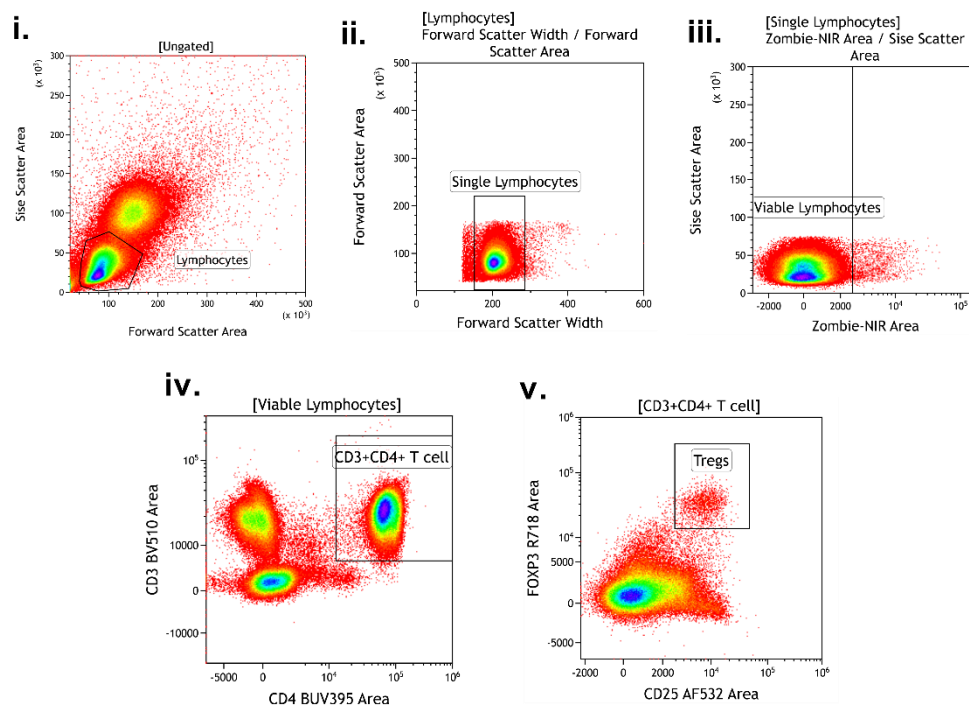 i.
[Ungated]
(x 10³)
300
250
200
150
100
50
0
Sise Scatter Area
Lymphocytes
100
200
300
400
500
(x 10³)
Forward Scatter Area
ii.
[Lymphocytes]
Forward Scatter Width / Forward
Scatter Area
(x 10³)
500
400
300
200
100
Forward Scatter Area
Single Lymphocytes
0
200
400
600
Forward Scatter Width
iii.
[Single Lymphocytes]
Zombie-NIR Area / Sise Scatter
Area
(x 10³)
300
250
200
150
100
50
0
Sise Scatter Area
Viable Lymphocytes
-2000
0
2000
10⁴
10⁵
Zombie-NIR Area
iv.
[Viable Lymphocytes]
10⁵
10000
0
-10000
CD3 BV510 Area
CD3+CD4+ T cell
-5000
0
10⁴
10⁵
10⁶
CD4 BUV395 Area
v.
[CD3+CD4+ T cell]
10⁶
10⁵
10⁴
5000
0
-5000
FOXP3 R718 Area
Tregs
-2000
0
2000
10⁴
10⁵
10⁶
CD25 AF532 Area